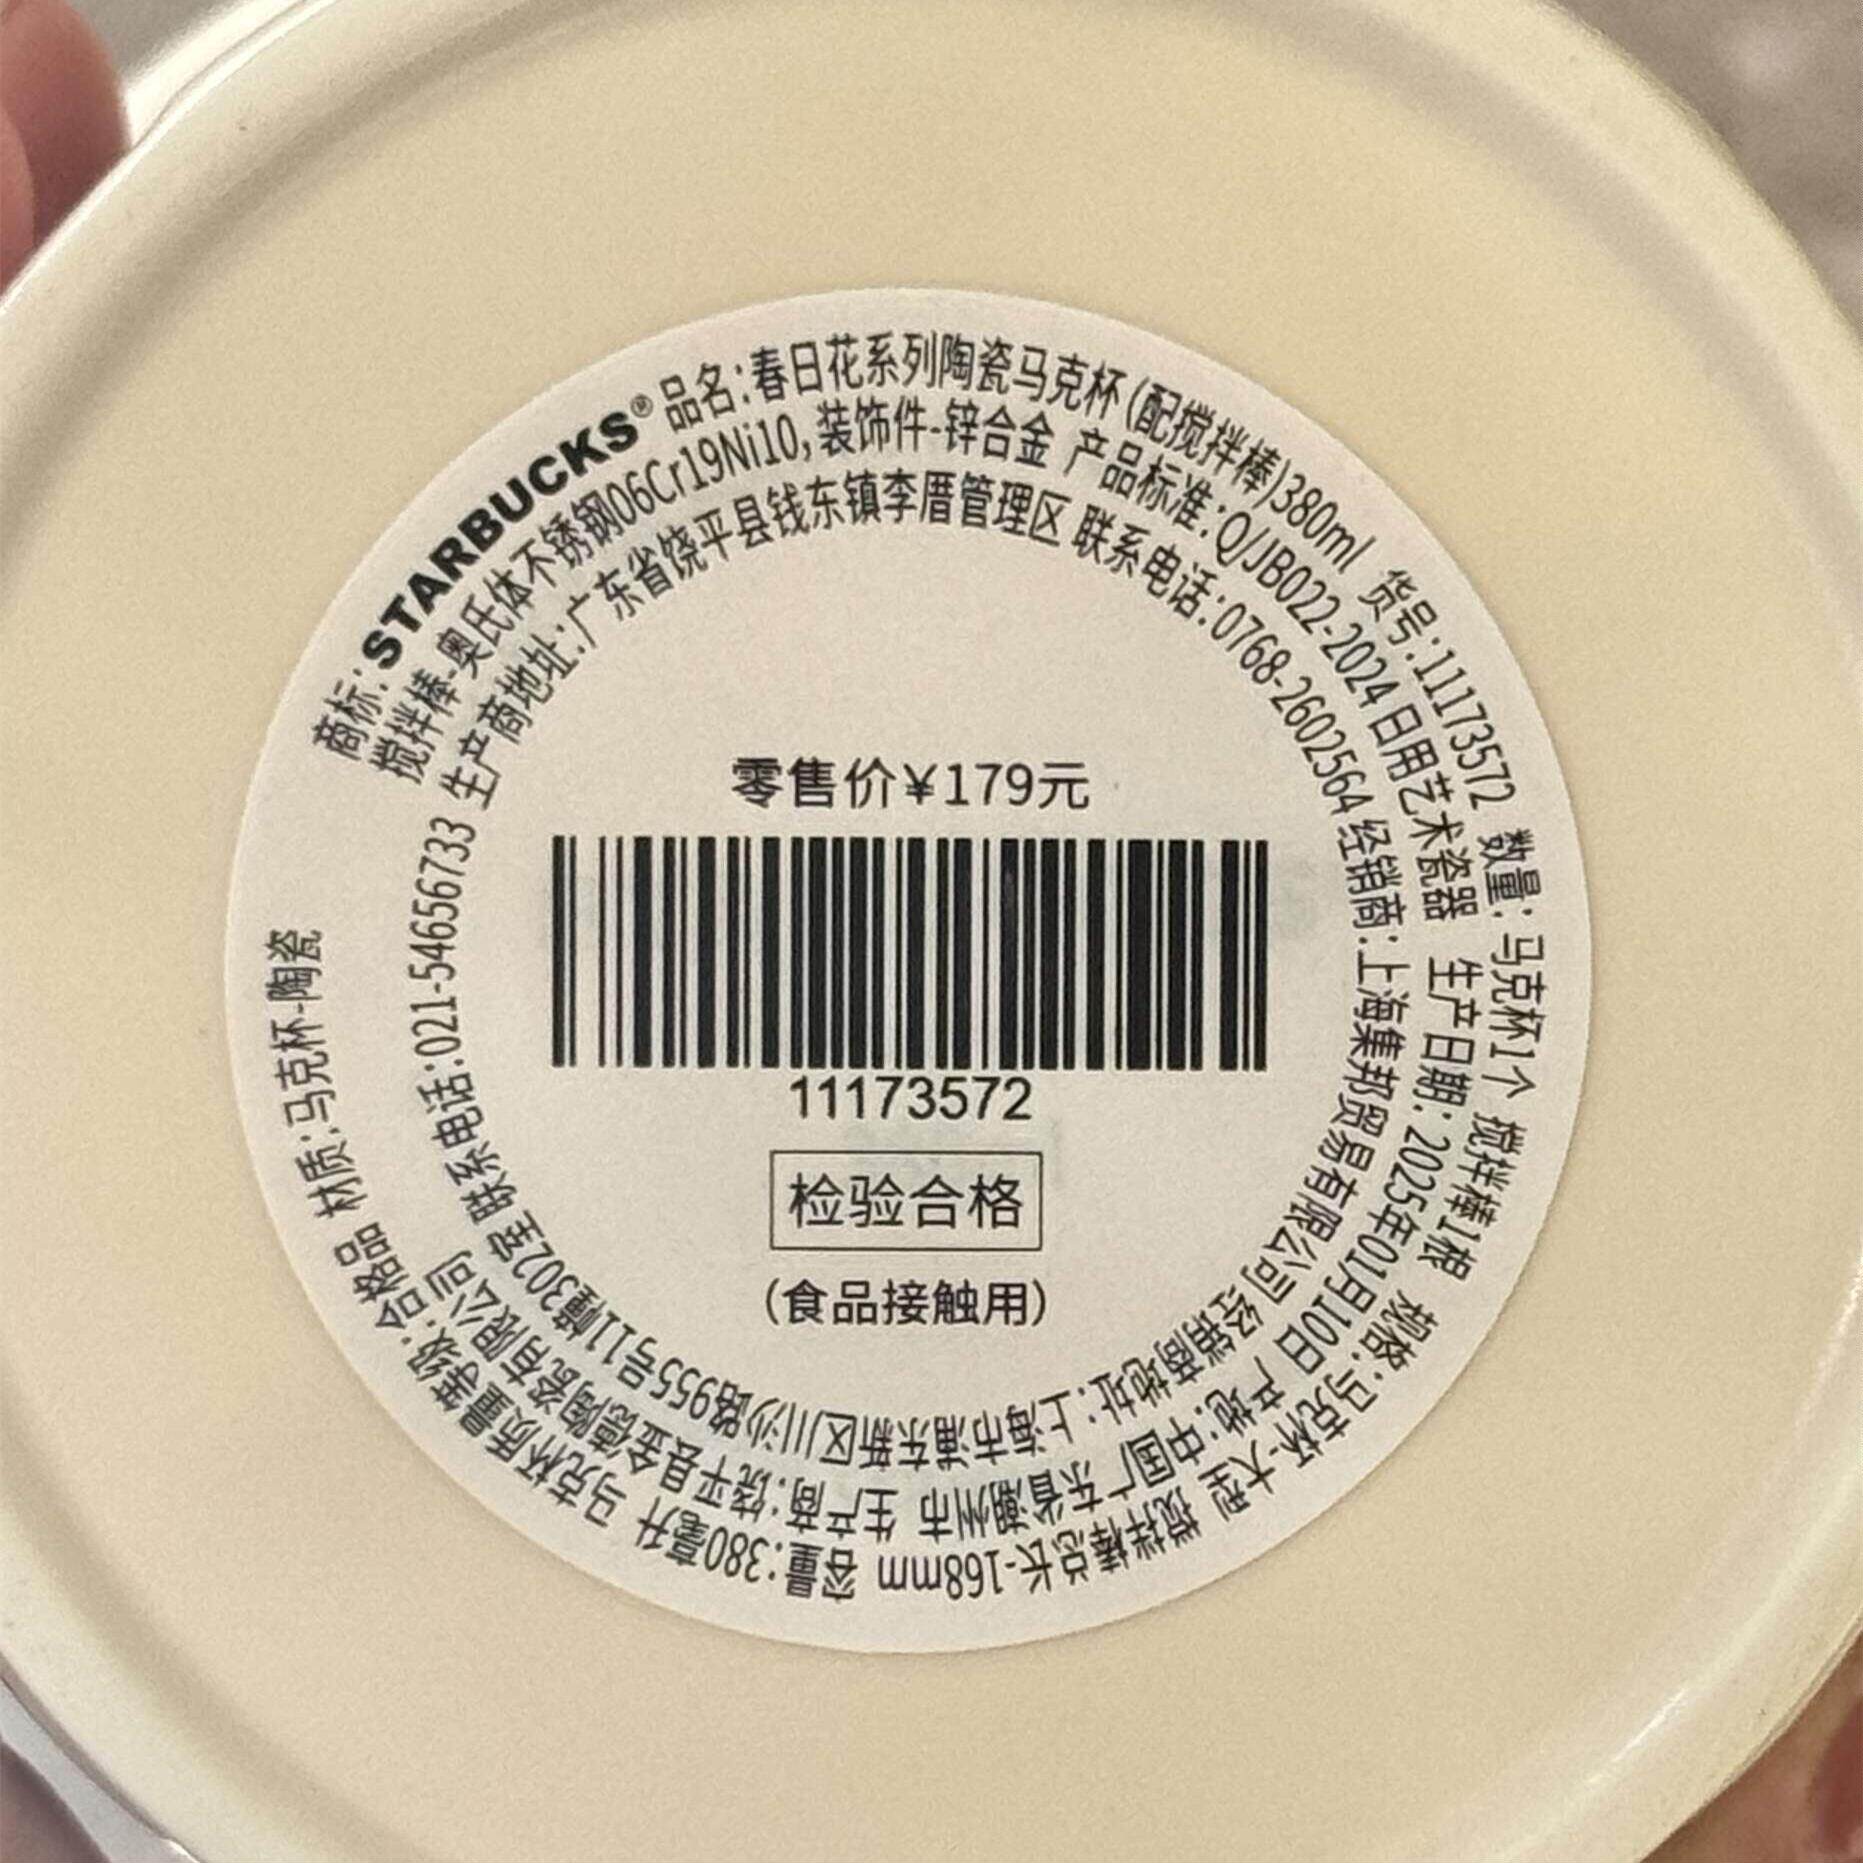 商标:STARBUCKS® 品名:春日花系列陶瓷马克杯(配搅拌棒)380ml 货号:11173572 数量:马克杯1个 搅拌棒1根 规格:马克杯-大型 搅拌棒总长-168mm 容量:380毫升 马克杯质量等级:合格品 材质:马克杯-陶瓷
搅拌棒-奥氏体不锈钢06Cr19Ni10,装饰件-锌合金 产品标准:Q/JJB022-2024 日用艺术瓷器 生产日期:2025年01月10日 产地:中国广东省潮州市 生产商:饶平县金德陶瓷有限公司
生产商地址:广东省饶平县钱东镇李厝管理区 联系电话:0768-2602564 经销商:上海集邦贸易有限公司 经销商地址:上海市浦东新区川沙路955号11幢302室 联系电话:021-54656733
零售价¥179元
11173572
检验合格
(食品接触用)